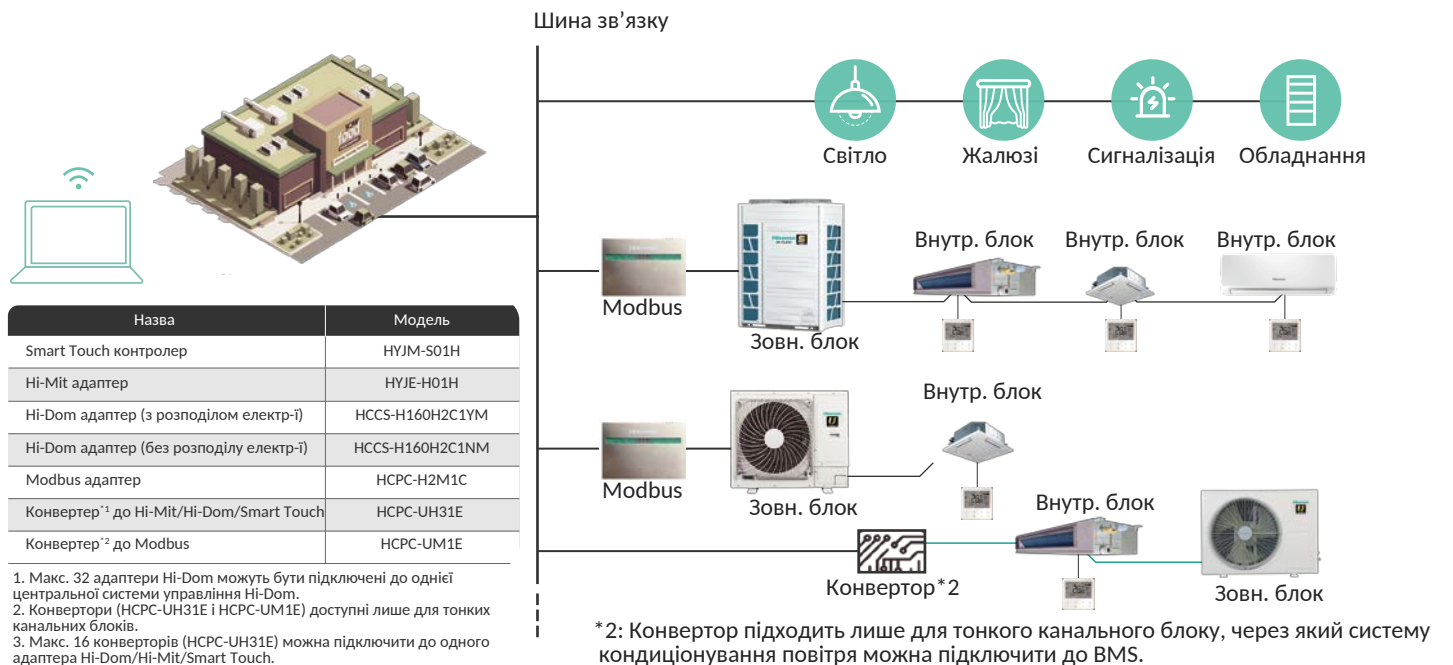 Шина зв’язку
Світло
Жалюзі
Сигналізація
Обладнання
food
Modbus
Hisense
Зовн. блок
Внутр. блок
Внутр. блок
Внутр. блок
Назва Модель
Smart Touch контролер HYJM-S01H
Hi-Mit адаптер HYJE-H01H
Hi-Dom адаптер (з розподілом електр-ї) HCCS-H160H2C1YM
Hi-Dom адаптер (без розподілу електр-ї) HCCS-H160H2C1NM
Modbus адаптер HCPC-H2M1C
Конвертер*1 до Hi-Mit/Hi-Dom/Smart Touch HCPC-UH31E
Конвертер*2 до Modbus HCPC-UM1E
1. Макс. 32 адаптери Hi-Dom можуть бути підключені до однієї
центральної системи управління Hi-Dom.
2. Конвертори (HCPC-UH31E і HCPC-UM1E) доступні лише для тонких
канальних блоків.
3. Макс. 16 конверторів (HCPC-UH31E) можна підключити до одного
адаптера Hi-Dom/Hi-Mit/Smart Touch.
Modbus
Зовн. блок
Внутр. блок
Конвертор*2
Внутр. блок
Зовн. блок
*2: Конвертор підходить лише для тонкого канального блоку, через який систему
кондиціонування повітря можна підключити до BMS.